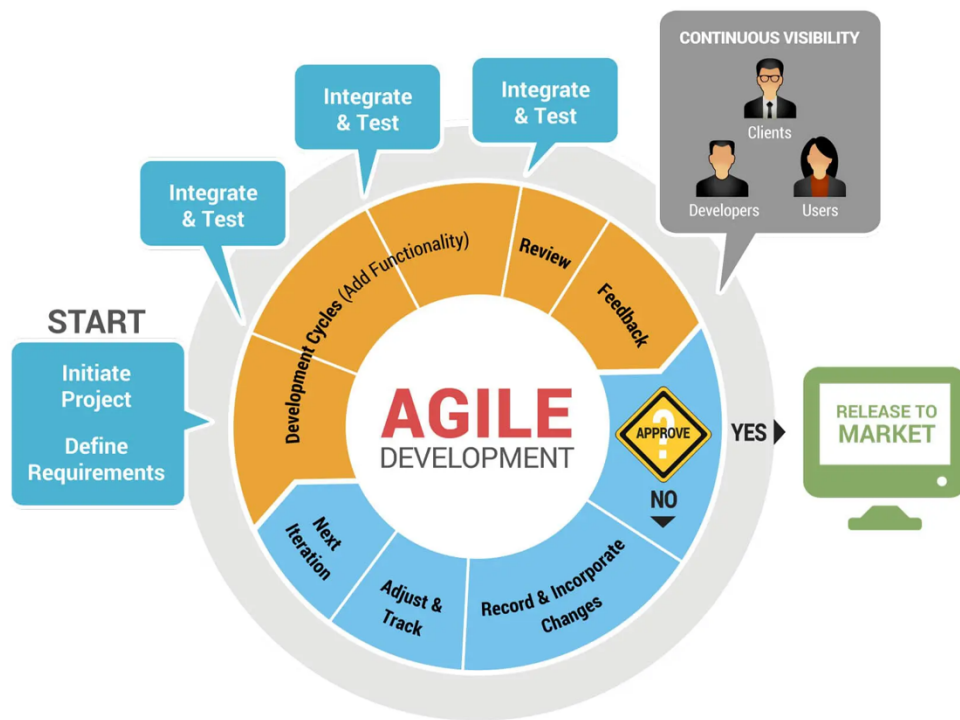 CONTINUOUS VISIBILITY
Clients
Developers
Users
Integrate
& Test
Integrate
& Test
Integrate
& Test
START
Initiate
Project
Define
Requirements
Development Cycles (Add Functionality)
Review
Feedback
AGILE
DEVELOPMENT
?
APPROVE
YES
NO
RELEASE TO
MARKET
Record & Incorporate
Changes
Adjust &
Track
Next
Iteration